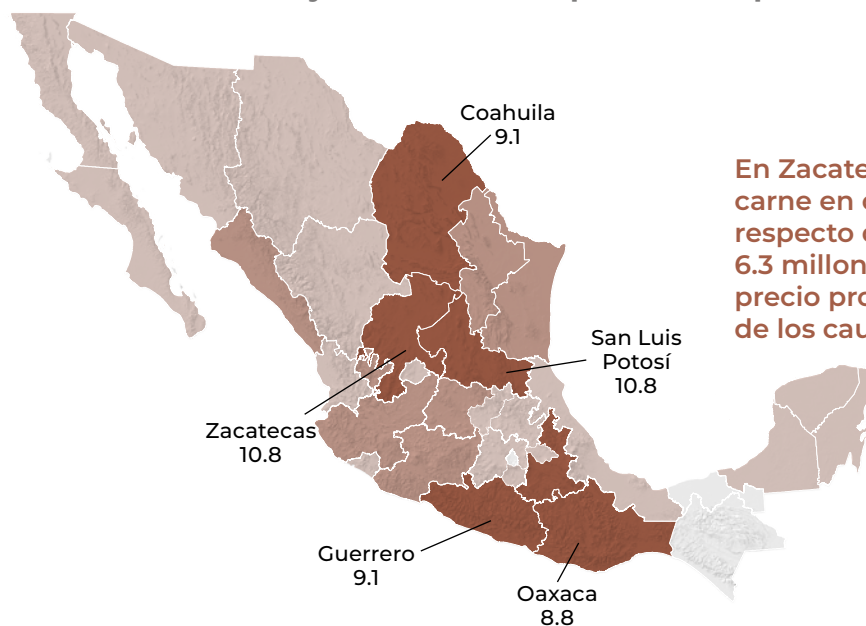 Coahuila
9.1
En Zacate
carne en
respecto
6.3 millon
precio pro
de los cau
San Luis
Potosí
10.8
Zacatecas
10.8
Guerrero
9.1
Oaxaca
8.8